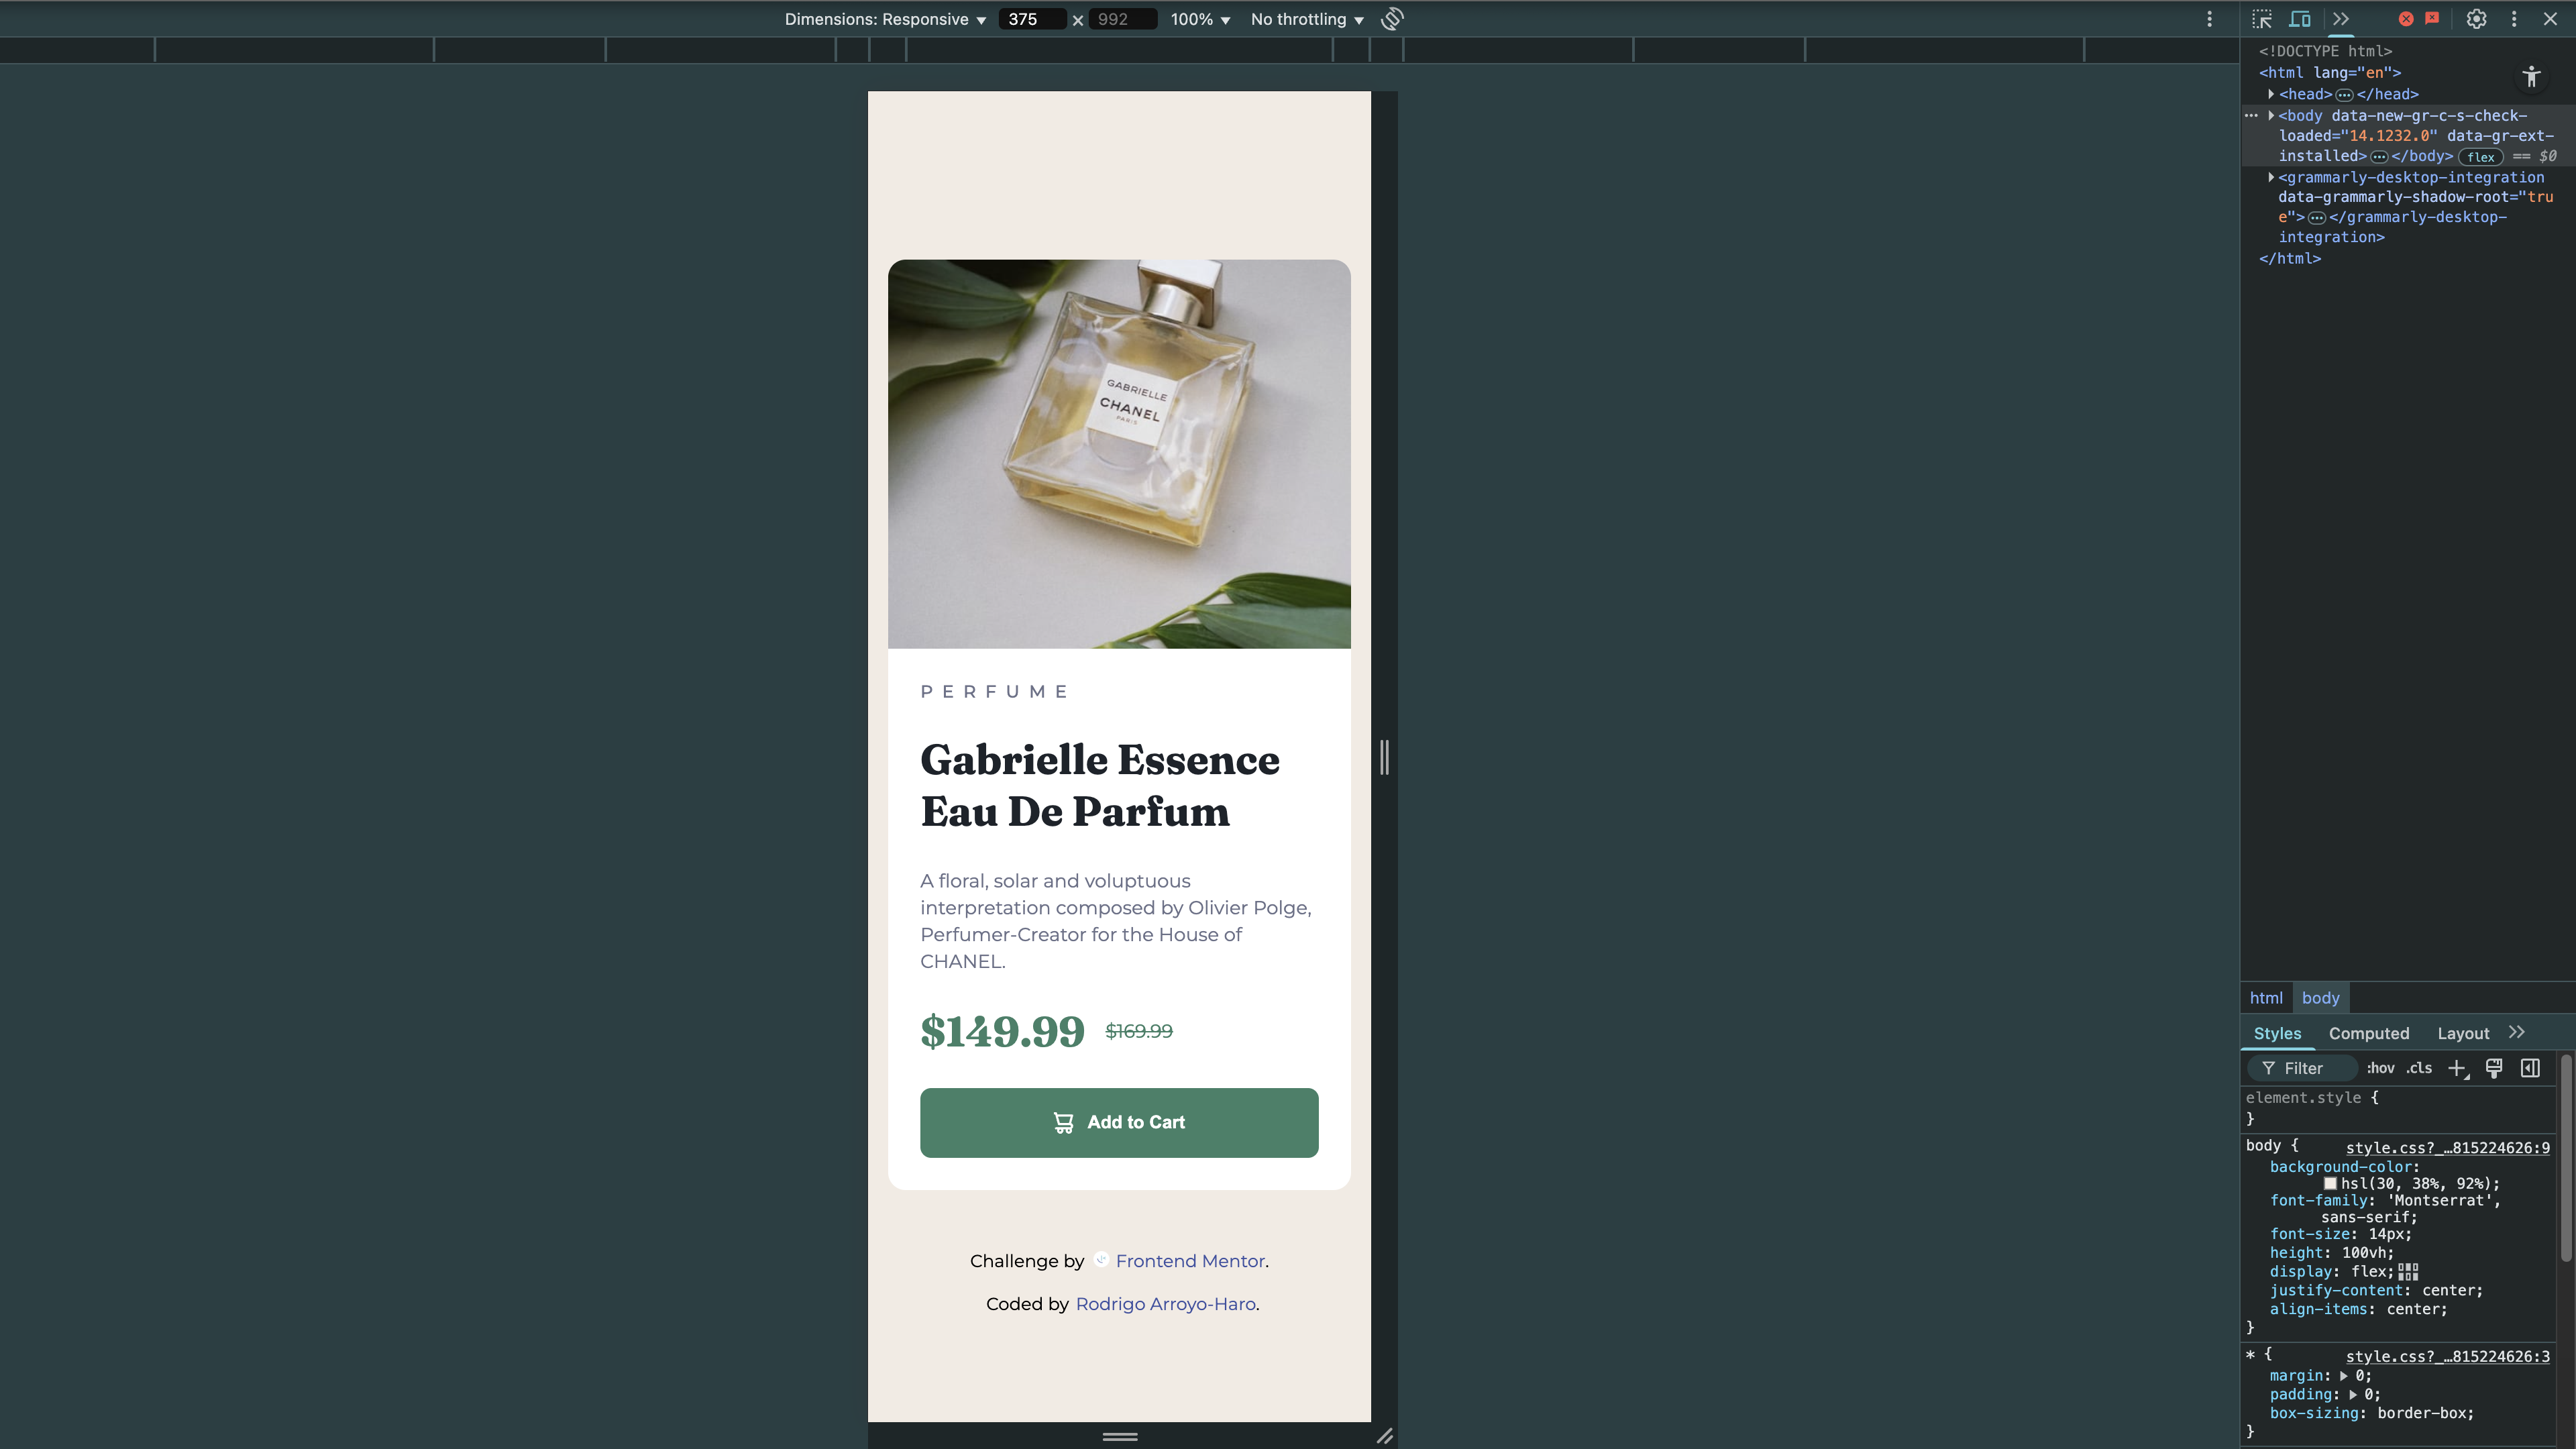 Dimensions: Responsive ▼ 375 x 992 100% ▼ No throttling ▼
GABRIELLE
CHANEL
PARIS
PERFUME
Gabrielle Essence
Eau De Parfum
A floral, solar and voluptuous
interpretation composed by Olivier Polge,
Perfumer-Creator for the House of
CHANEL.
$149.99 $169.99
Add to Cart
Challenge by Frontend Mentor.
Coded by Rodrigo Arroyo-Haro.
<!DOCTYPE html>
<html lang="en">
<head>…</head>
<body data-new-gr-c-s-check-
loaded="14.1232.0" data-gr-ext-
installed>…</body> flex == $0
<grammarly-desktop-integration
data-grammarly-shadow-root="tru
e">…</grammarly-desktop-
integration>
</html>
html body
Styles Computed Layout
Filter :hov .cls
element.style {
}
body { style.css?_…815224626:9
background-color:
hsl(30, 38%, 92%);
font-family: 'Montserrat',
sans-serif;
font-size: 14px;
height: 100vh;
display: flex;
justify-content: center;
align-items: center;
}
* { style.css?_…815224626:3
margin: 0;
padding: 0;
box-sizing: border-box;
}